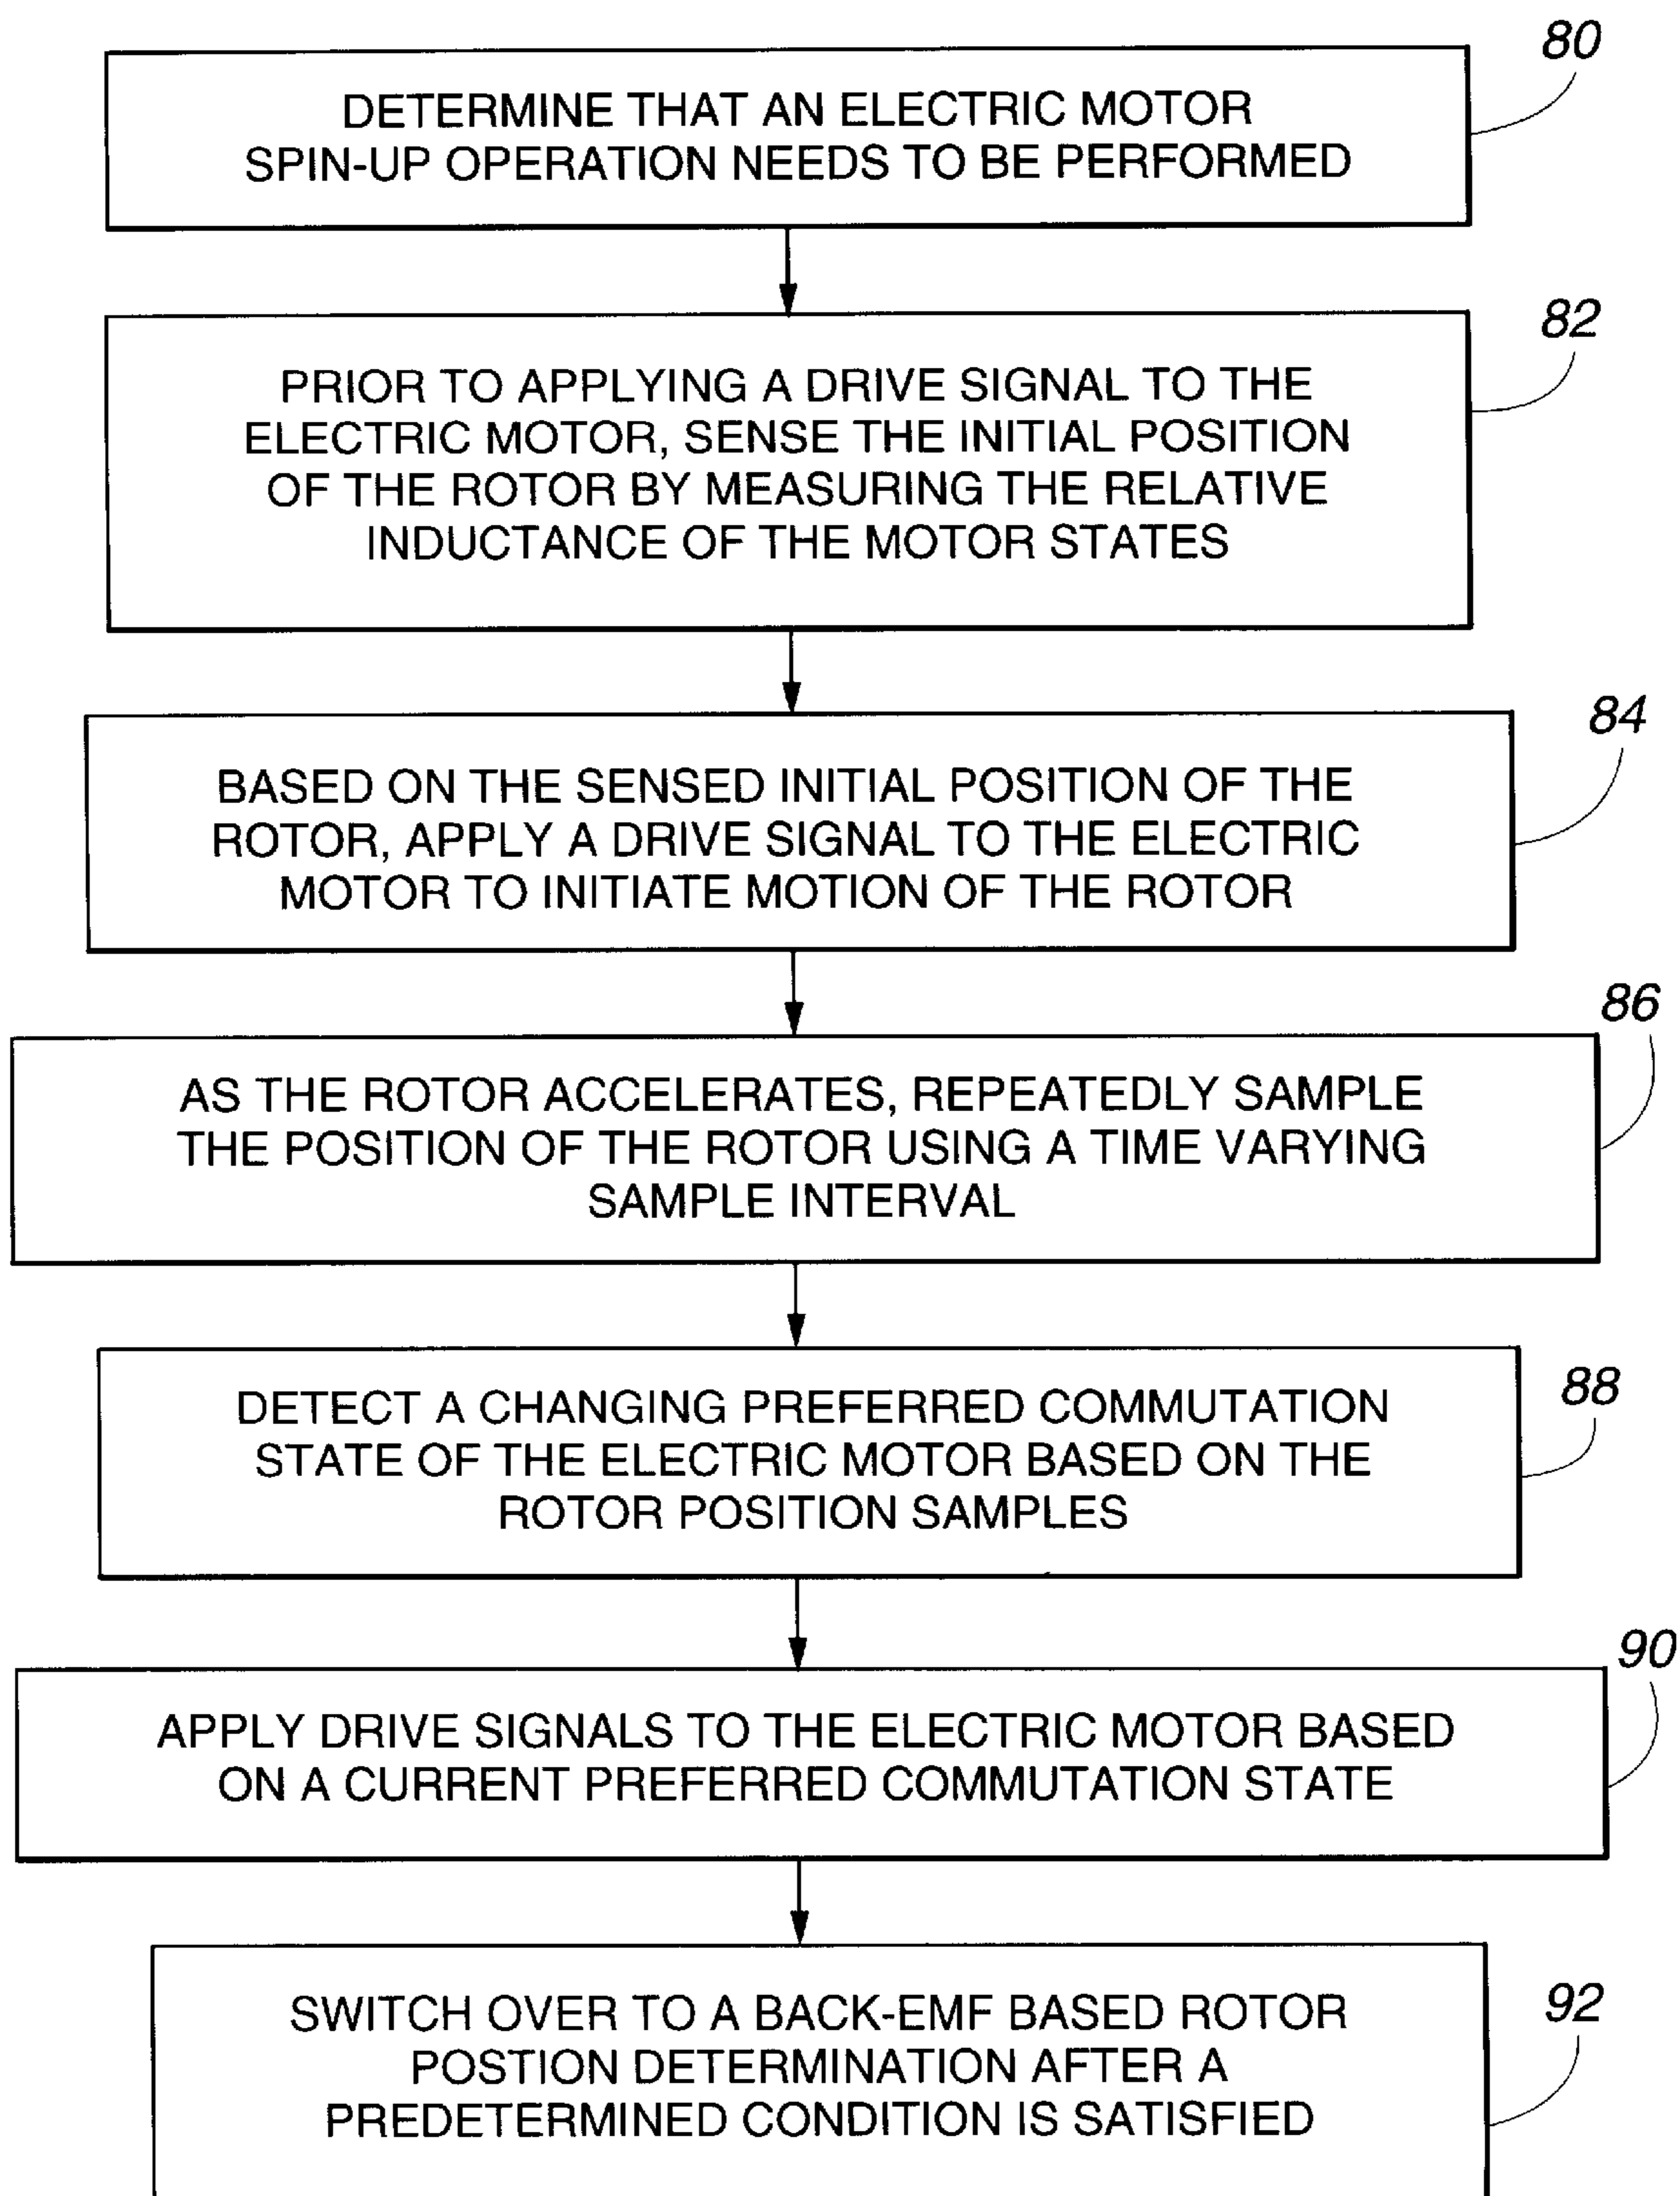 80
DETERMINE THAT AN ELECTRIC MOTOR
SPIN-UP OPERATION NEEDS TO BE PERFORMED
82
PRIOR TO APPLYING A DRIVE SIGNAL TO THE
ELECTRIC MOTOR, SENSE THE INITIAL POSITION
OF THE ROTOR BY MEASURING THE RELATIVE
INDUCTANCE OF THE MOTOR STATES
84
BASED ON THE SENSED INITIAL POSITION OF THE
ROTOR, APPLY A DRIVE SIGNAL TO THE ELECTRIC
MOTOR TO INITIATE MOTION OF THE ROTOR
86
AS THE ROTOR ACCELERATES, REPEATEDLY SAMPLE
THE POSITION OF THE ROTOR USING A TIME VARYING
SAMPLE INTERVAL
88
DETECT A CHANGING PREFERRED COMMUTATION
STATE OF THE ELECTRIC MOTOR BASED ON THE
ROTOR POSITION SAMPLES
90
APPLY DRIVE SIGNALS TO THE ELECTRIC MOTOR BASED
ON A CURRENT PREFERRED COMMUTATION STATE
92
SWITCH OVER TO A BACK-EMF BASED ROTOR
POSTION DETERMINATION AFTER A
PREDETERMINED CONDITION IS SATISFIED